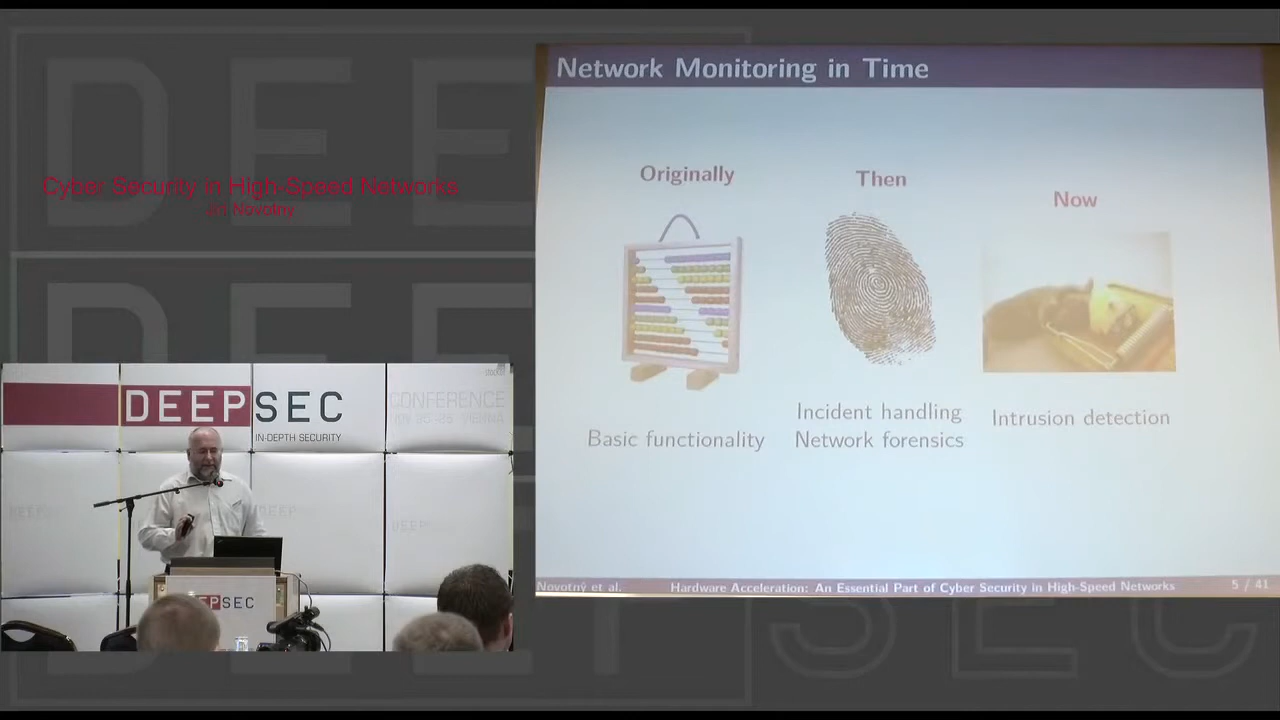 Cyber Security in High-Speed Networks
Jiri Novotny
DEEPSEC
IN-DEPTH SECURITY
CONFERENCE
DEEPSEC
Network Monitoring in Time
Originally
Then
Now
Basic functionality
Incident handling
Network forensics
Intrusion detection
Novotný et al.
Hardware Acceleration: An Essential Part of Cyber Security in High-Speed Networks
5 / 41